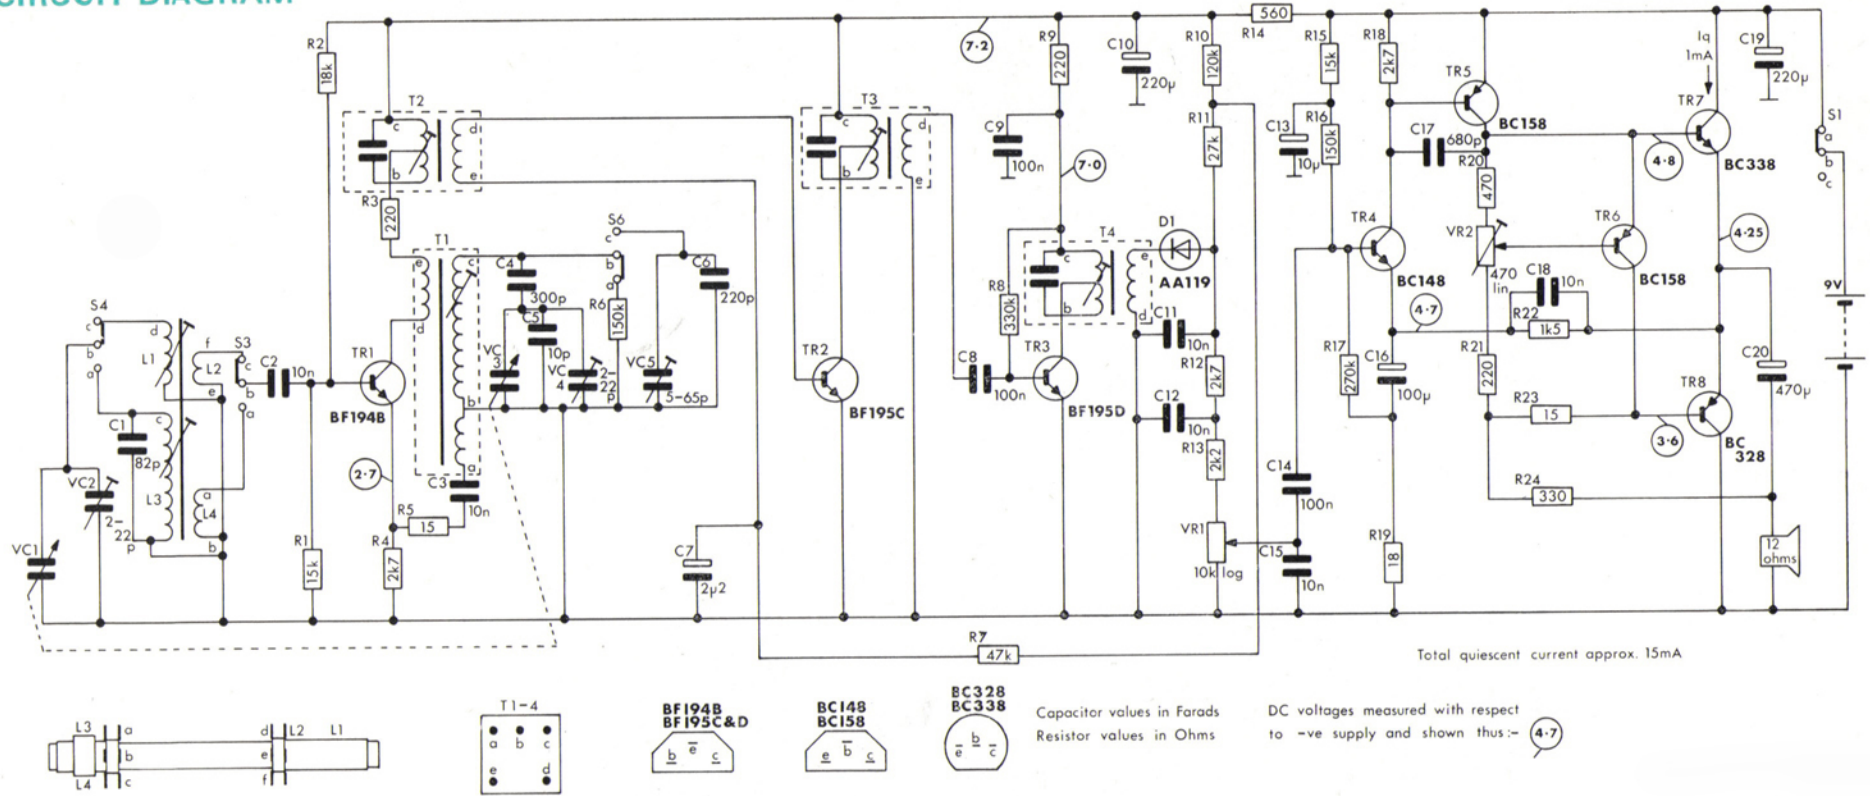 CIRCUIT DIAGRAM
R2
18k
T2
c
d
b
e
R3
220
T1
e
c
d
b
a
C4
300p
C5
10p
VC
3
VC
4
2-
22
p
S6
c
b
a
R6
150k
VC5
5-65p
C6
220p
S4
c
b
a
d
L1
f
L2
e
S3
c
b
a
C2
10n
TR1
BF194B
C1
82p
c
L3
a
L4
b
VC2
2-
22
p
VC1
R1
15k
2·7
R5
15
R4
2k7
C3
10n
C7
2µ2
T3
c
d
b
e
TR2
BF195C
7·2
R9
220
C9
100n
7·0
C10
220µ
R10
120k
R11
27k
560
R14
T4
c
e
b
d
D1
AA119
R8
330k
C8
100n
TR3
BF195D
C11
10n
R12
2k7
C12
10n
R13
2k2
VR1
10k log
R7
47k
C14
100n
C15
10n
R15
15k
C13
10µ
R16
150k
R18
2k7
TR5
BC158
C17
680p
R20
470
TR4
BC148
4·7
VR2
470
lin
C18
10n
R22
1k5
TR6
BC158
4·8
Iq
1mA
TR7
BC338
4·25
C19
220µ
S1
a
b
c
9V
R17
270k
C16
100µ
R21
220
R23
15
3·6
TR8
BC
328
C20
470µ
R24
330
R19
18
12
ohms
Total quiescent current approx. 15mA
L3
a
b
c
L4
d
e
f
L2
L1
T1-4
a b c
e d
BF194B
BF195C&D
b e c
BC148
BC158
e b c
BC328
BC338
e b c
Capacitor values in Farads
Resistor values in Ohms
DC voltages measured with respect
to -ve supply and shown thus:-
4·7